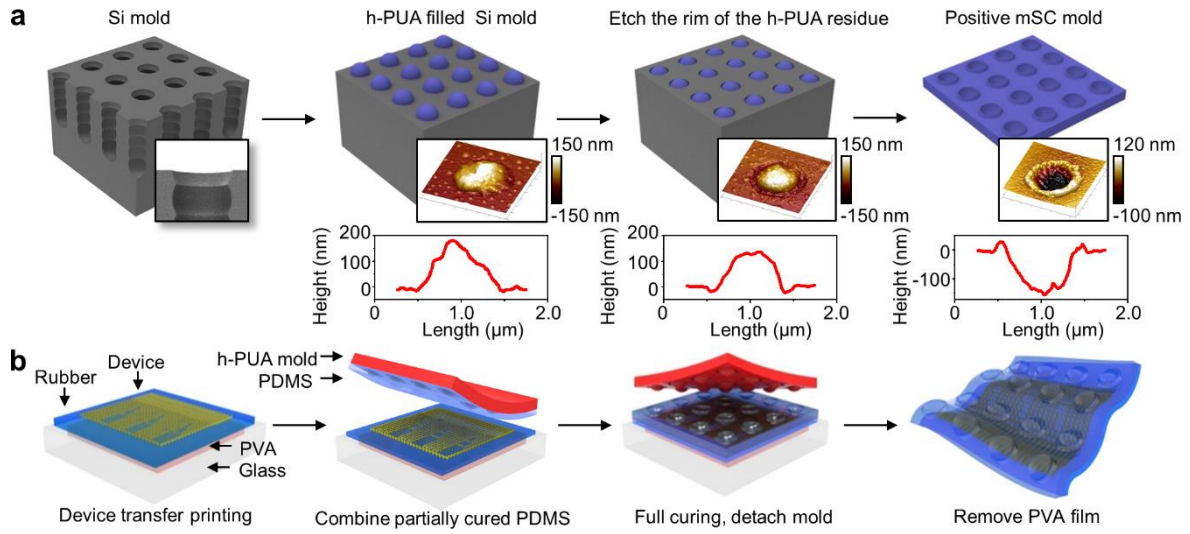 a
Si mold
h-PUA filled Si mold
Etch the rim of the h-PUA residue
Positive mSC mold
150 nm
-150 nm
150 nm
-150 nm
120 nm
-100 nm
Height (nm)
200
100
0
0
1.0
2.0
Length (µm)
Height (nm)
200
100
0
0
1.0
2.0
Length (µm)
Height (nm)
0
-100
0
1.0
2.0
Length (µm)
b
Device
Rubber
PVA
Glass
Device transfer printing
h-PUA mold
PDMS
Combine partially cured PDMS
Full curing, detach mold
Remove PVA film